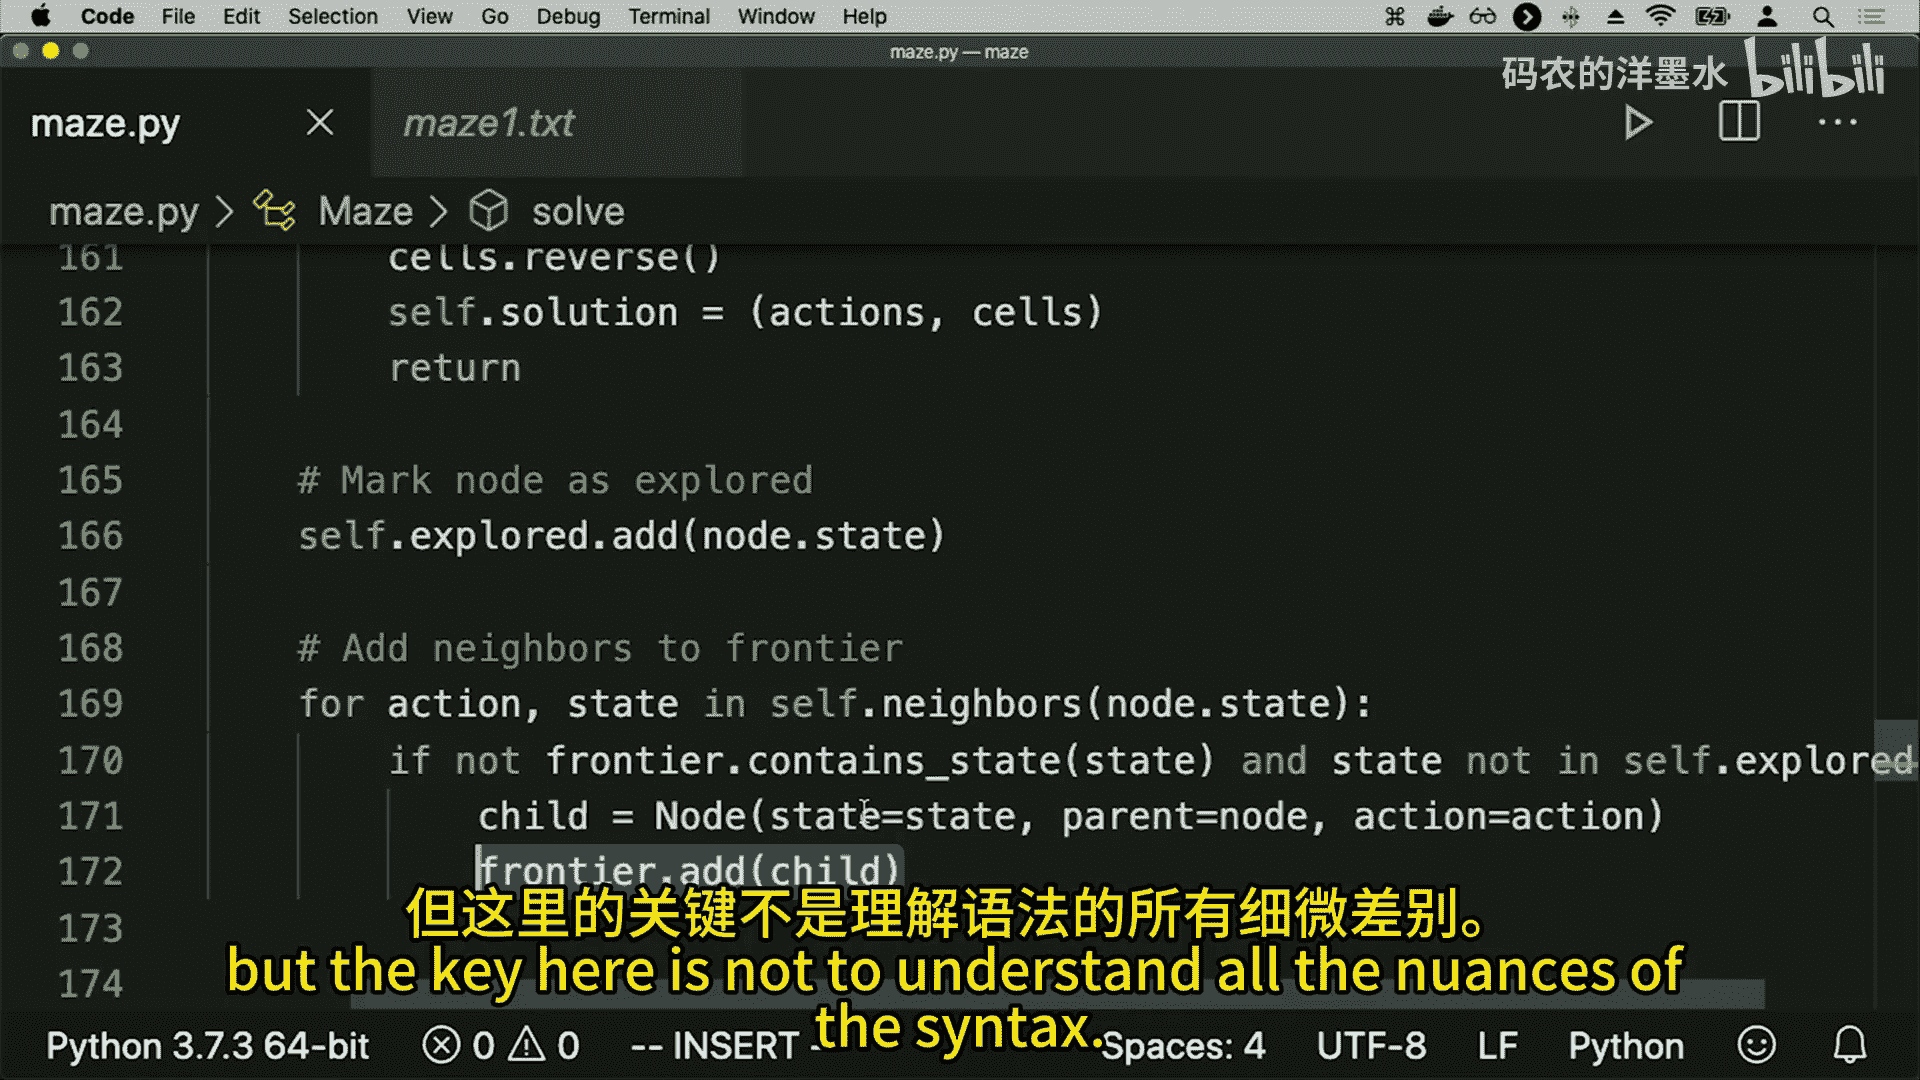 Code File Edit Selection View Go Debug Terminal Window Help
maze.py — maze
码农的洋墨水 bilibili
maze.py maze1.txt
maze.py > Maze > solve
161 cells.reverse()
162 self.solution = (actions, cells)
163 return
164
165 # Mark node as explored
166 self.explored.add(node.state)
167
168 # Add neighbors to frontier
169 for action, state in self.neighbors(node.state):
170 if not frontier.contains_state(state) and state not in self.explored
171 child = Node(state=state, parent=node, action=action)
172 frontier.add(child)
173
174
但这里的关键不是理解语法的所有细微差别。
but the key here is not to understand all the nuances of
the syntax.
Python 3.7.3 64-bit 0 0 -- INSERT - Spaces: 4 UTF-8 LF Python